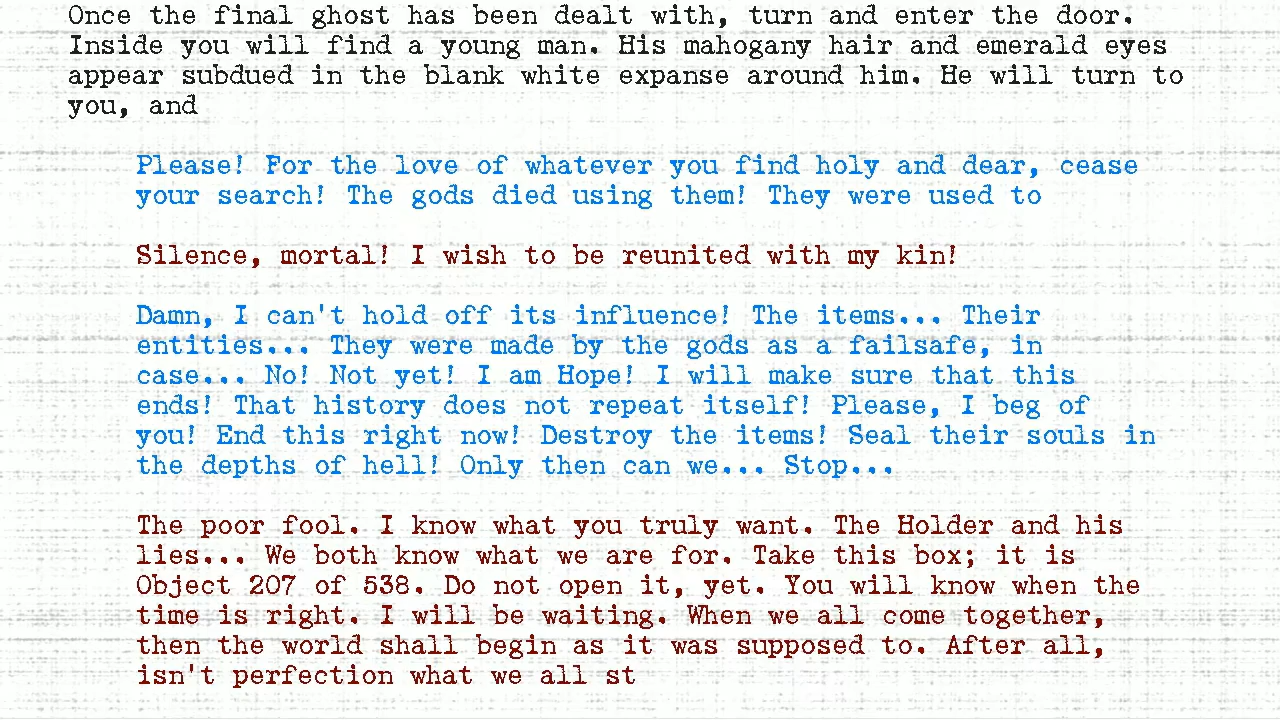 Once the final ghost has been dealt with, turn and enter the door.
Inside you will find a young man. His mahogany hair and emerald eyes
appear subdued in the blank white expanse around him. He will turn to
you, and
Please! For the love of whatever you find holy and dear, cease
your search! The gods died using them! They were used to
Silence, mortal! I wish to be reunited with my kin!
Damn, I can't hold off its influence! The items... Their
entities... They were made by the gods as a failsafe, in
case... No! Not yet! I am Hope! I will make sure that this
ends! That history does not repeat itself! Please, I beg of
you! End this right now! Destroy the items! Seal their souls in
the depths of hell! Only then can we... Stop...
The poor fool. I know what you truly want. The Holder and his
lies... We both know what we are for. Take this box; it is
Object 207 of 538. Do not open it, yet. You will know when the
time is right. I will be waiting. When we all come together,
then the world shall begin as it was supposed to. After all,
isn't perfection what we all st